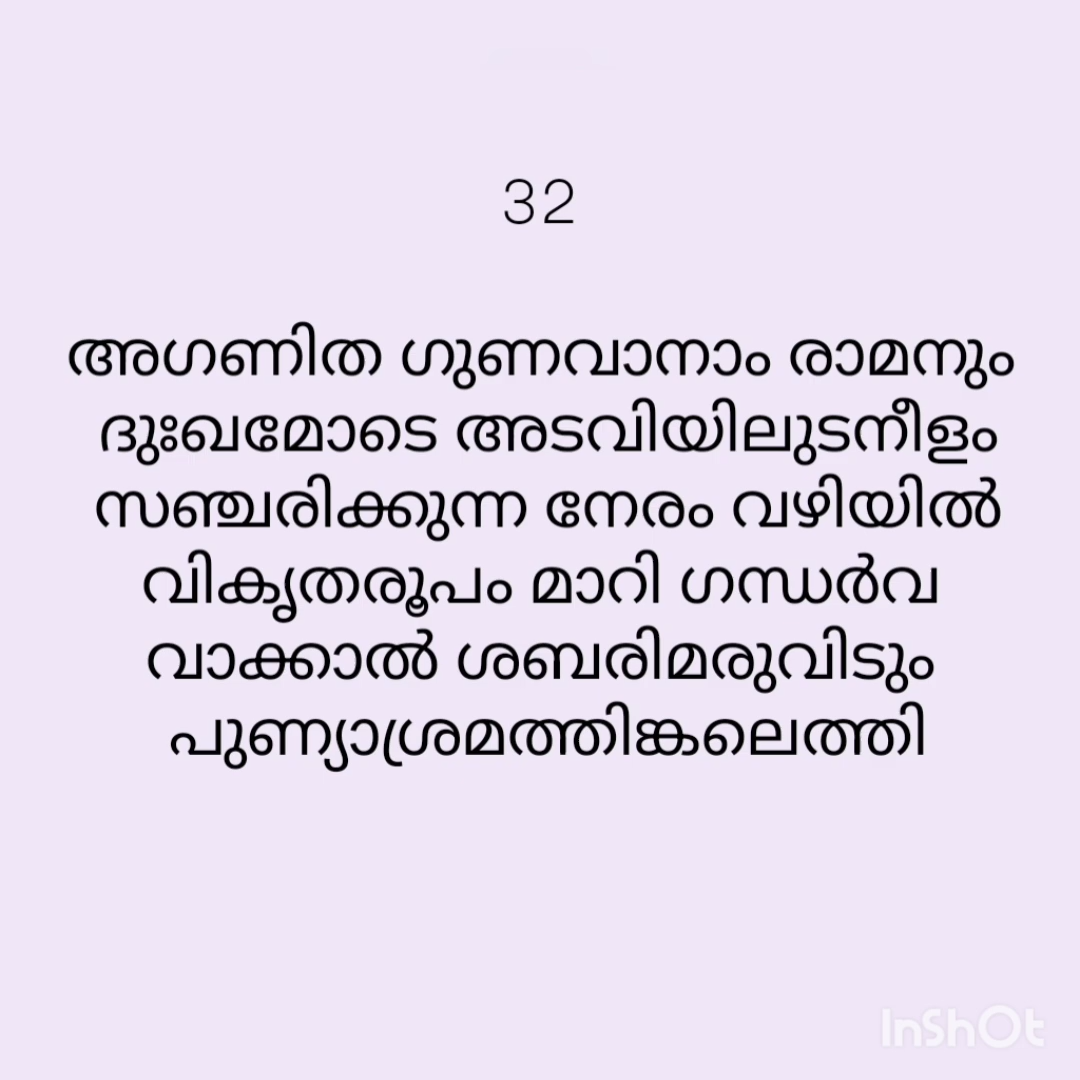 32
അഗണിത ഗുണവാനാം രാമനും
ദുഃഖമോടെ അടവിയിലുടനീളം
സഞ്ചരിക്കുന്ന നേരം വഴിയിൽ
വികൃതരൂപം മാറി ഗന്ധർവ
വാക്കാൽ ശബരിമരുവിടും
പുണ്യാശ്രമത്തിങ്കലെത്തി
InShOt